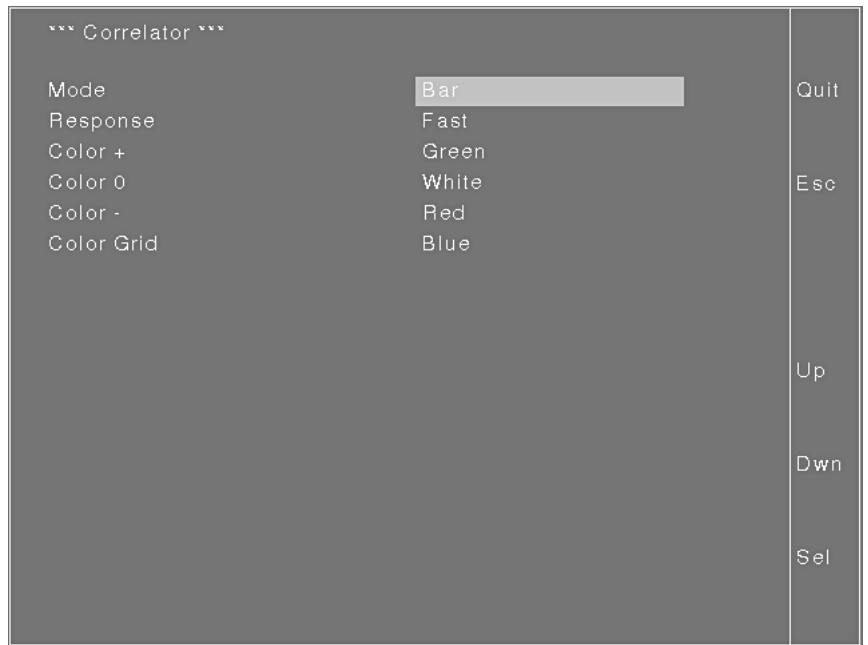 *** Correlator ***
Mode Bar Quit
Response Fast
Color + Green
Color 0 White Esc
Color - Red
Color Grid Blue
Up
Dwn
Sel